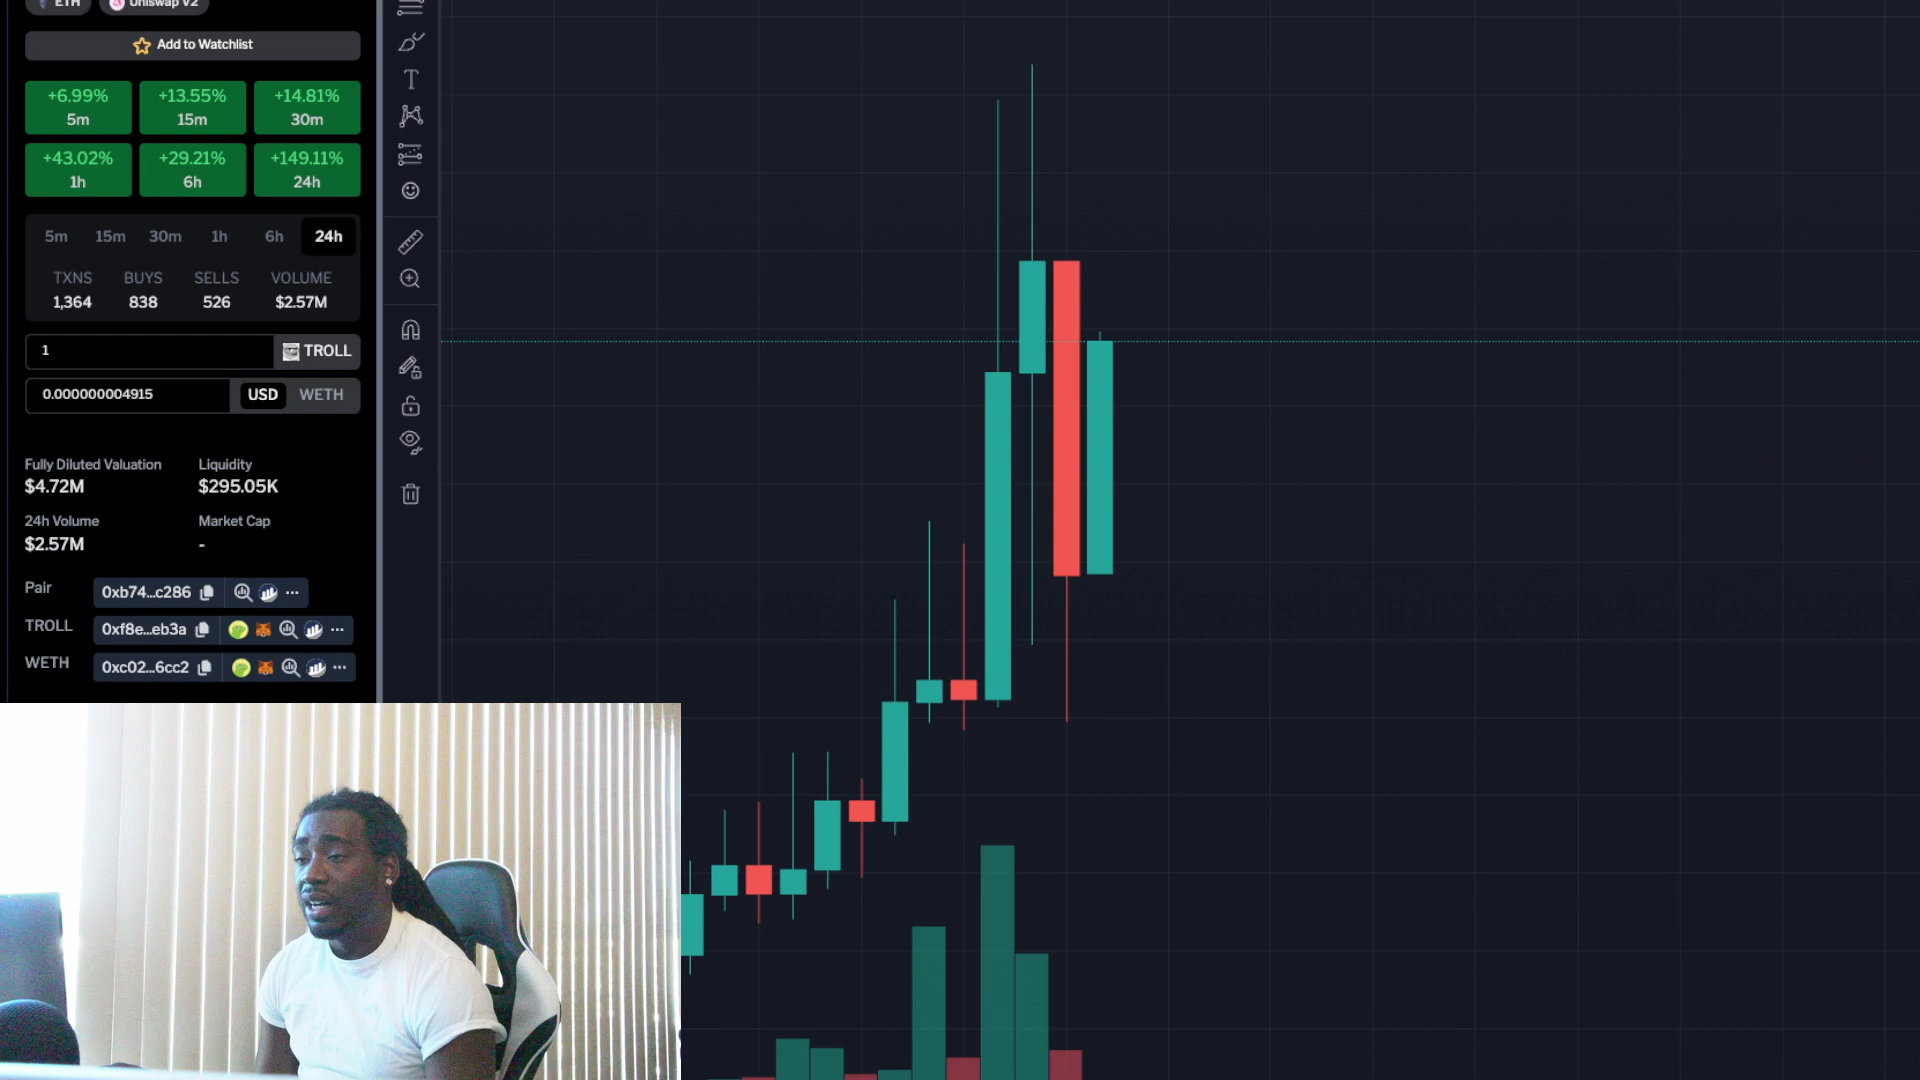 ETH Uniswap V2
Add to Watchlist
+6.99% +13.55% +14.81%
5m 15m 30m
+43.02% +29.21% +149.11%
1h 6h 24h
5m 15m 30m 1h 6h 24h
TXNS BUYS SELLS VOLUME
1,364 838 526 $2.57M
1 TROLL
0.000000004915 USD WETH
Fully Diluted Valuation Liquidity
$4.72M $295.05K
24h Volume Market Cap
$2.57M -
Pair 0xb74...c286
TROLL 0xf8e...eb3a
WETH 0xc02...6cc2